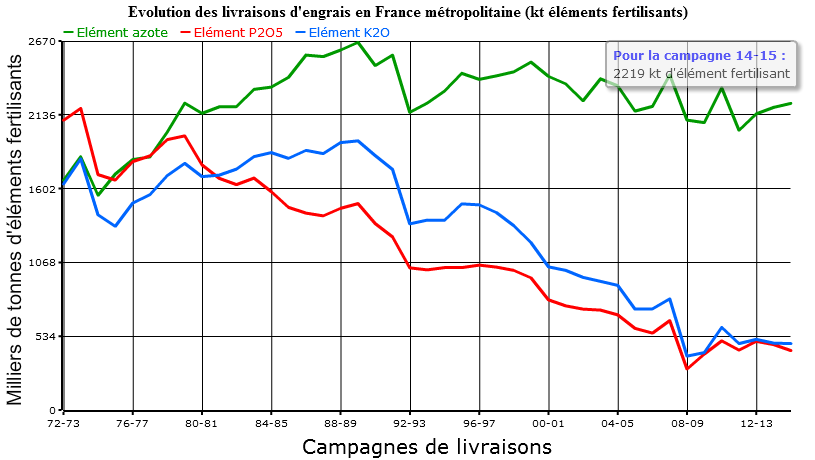 Evolution des livraisons d'engrais en France métropolitaine (kt éléments fertilisants)
Elément azote Elément P2O5 Elément K2O
Pour la campagne 14-15 :
2219 kt d'élément fertilisant
Milliers de tonnes d'éléments fertilisants
2670
2136
1602
1068
534
0
72-73 76-77 80-81 84-85 88-89 92-93 96-97 00-01 04-05 08-09 12-13
Campagnes de livraisons